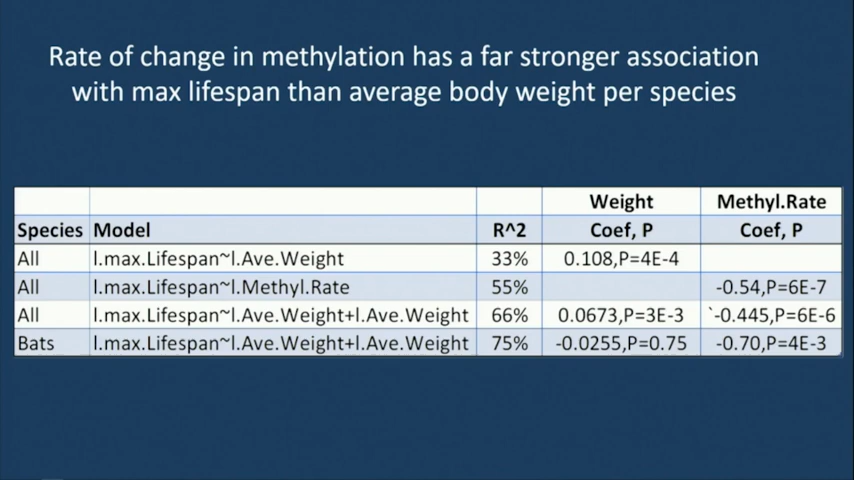 Rate of change in methylation has a far stronger association
with max lifespan than average body weight per species
Weight Methyl.Rate
Species Model R^2 Coef, P Coef, P
All l.max.Lifespan~l.Ave.Weight 33% 0.108,P=4E-4
All l.max.Lifespan~l.Methyl.Rate 55% -0.54,P=6E-7
All l.max.Lifespan~l.Ave.Weight+l.Ave.Weight 66% 0.0673,P=3E-3 `-0.445,P=6E-6
Bats l.max.Lifespan~l.Ave.Weight+l.Ave.Weight 75% -0.0255,P=0.75 -0.70,P=4E-3